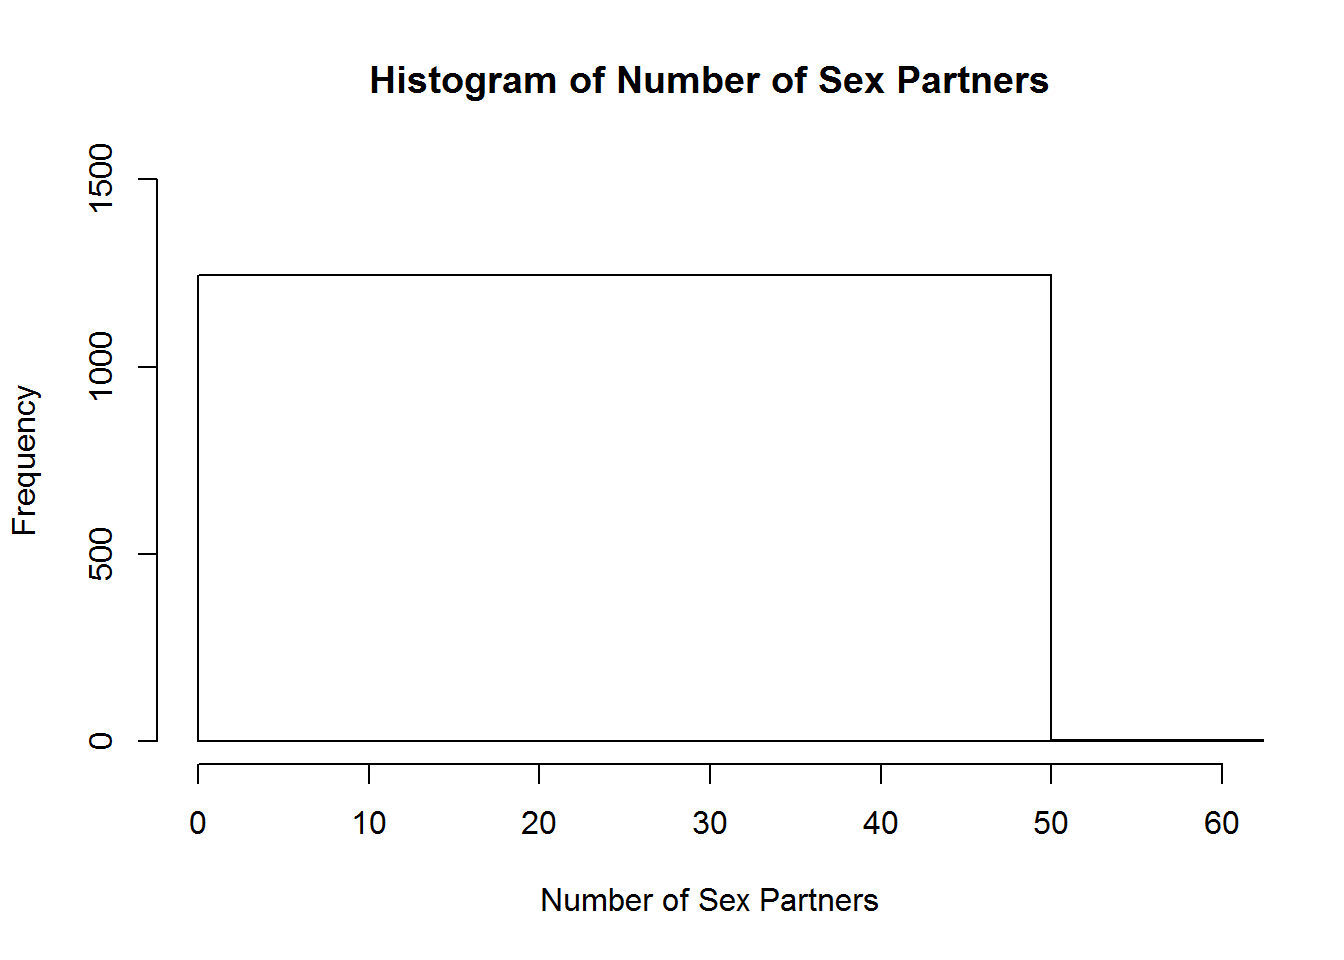 Histogram of Number of Sex Partners
1500
1000
500
0
Frequency
0 10 20 30 40 50 60
Number of Sex Partners